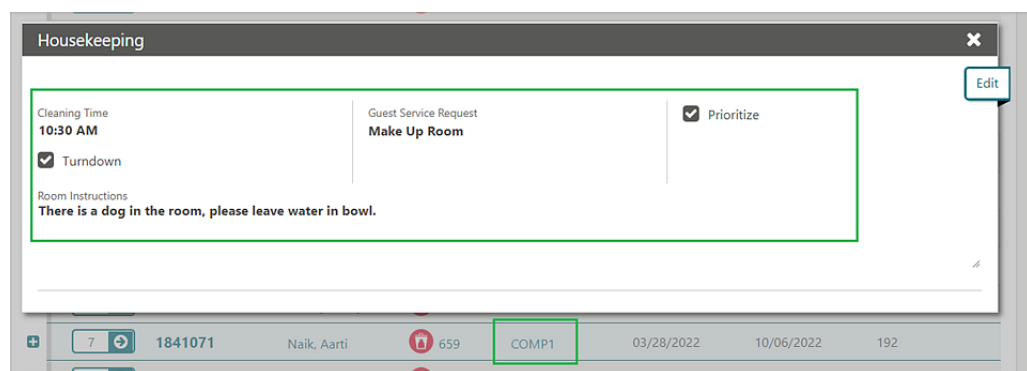 Housekeeping
Edit
Cleaning Time
10:30 AM
Guest Service Request
Make Up Room
Prioritize
Turndown
Room Instructions
There is a dog in the room, please leave water in bowl.
7 1841071 Naik, Aarti 659 COMP1 03/28/2022 10/06/2022 192